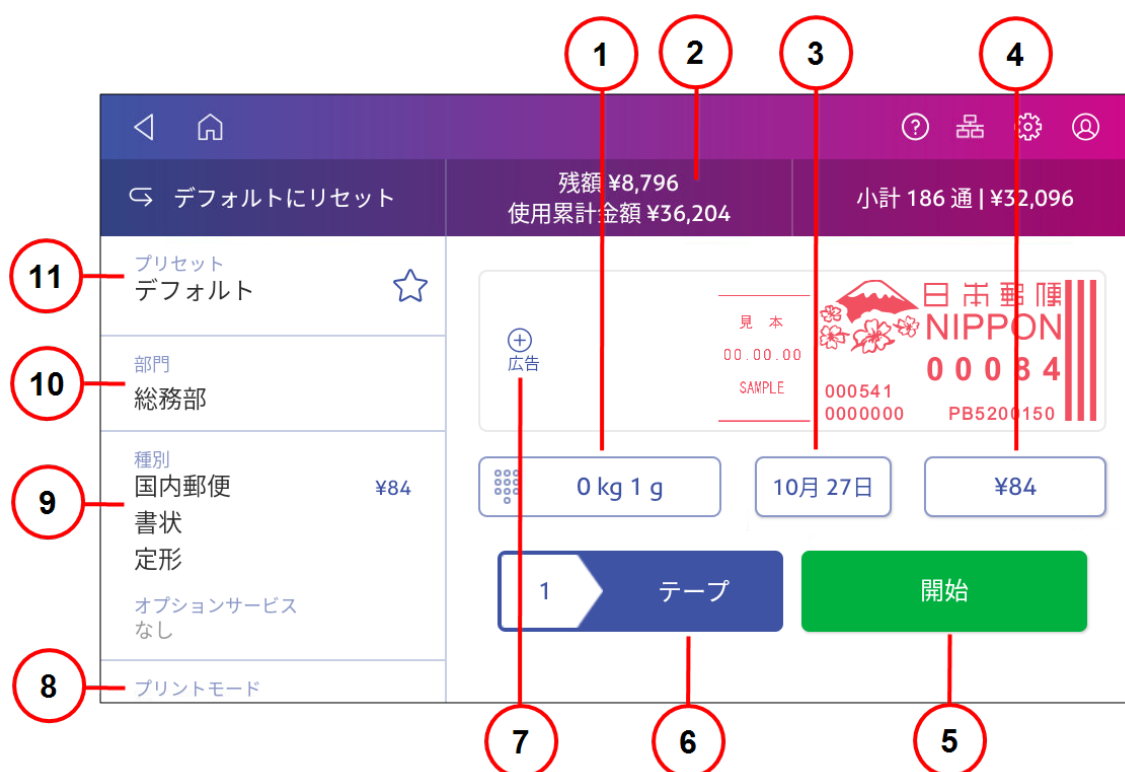 1
2
3
4
デフォルトにリセット
残額 ¥8,796
使用累計金額 ¥36,204
小計 186 通 | ¥32,096
11
プリセット
デフォルト
10
部門
総務部
9
種別
国内郵便 ¥84
書状
定形
オプションサービス
なし
8
プリントモード
広告
見 本
00.00.00
SAMPLE
日本郵便
NIPPON
00084
000541
0000000 PB5200150
0 kg 1 g
10月 27日
¥84
1 テープ
開始
7
6
5